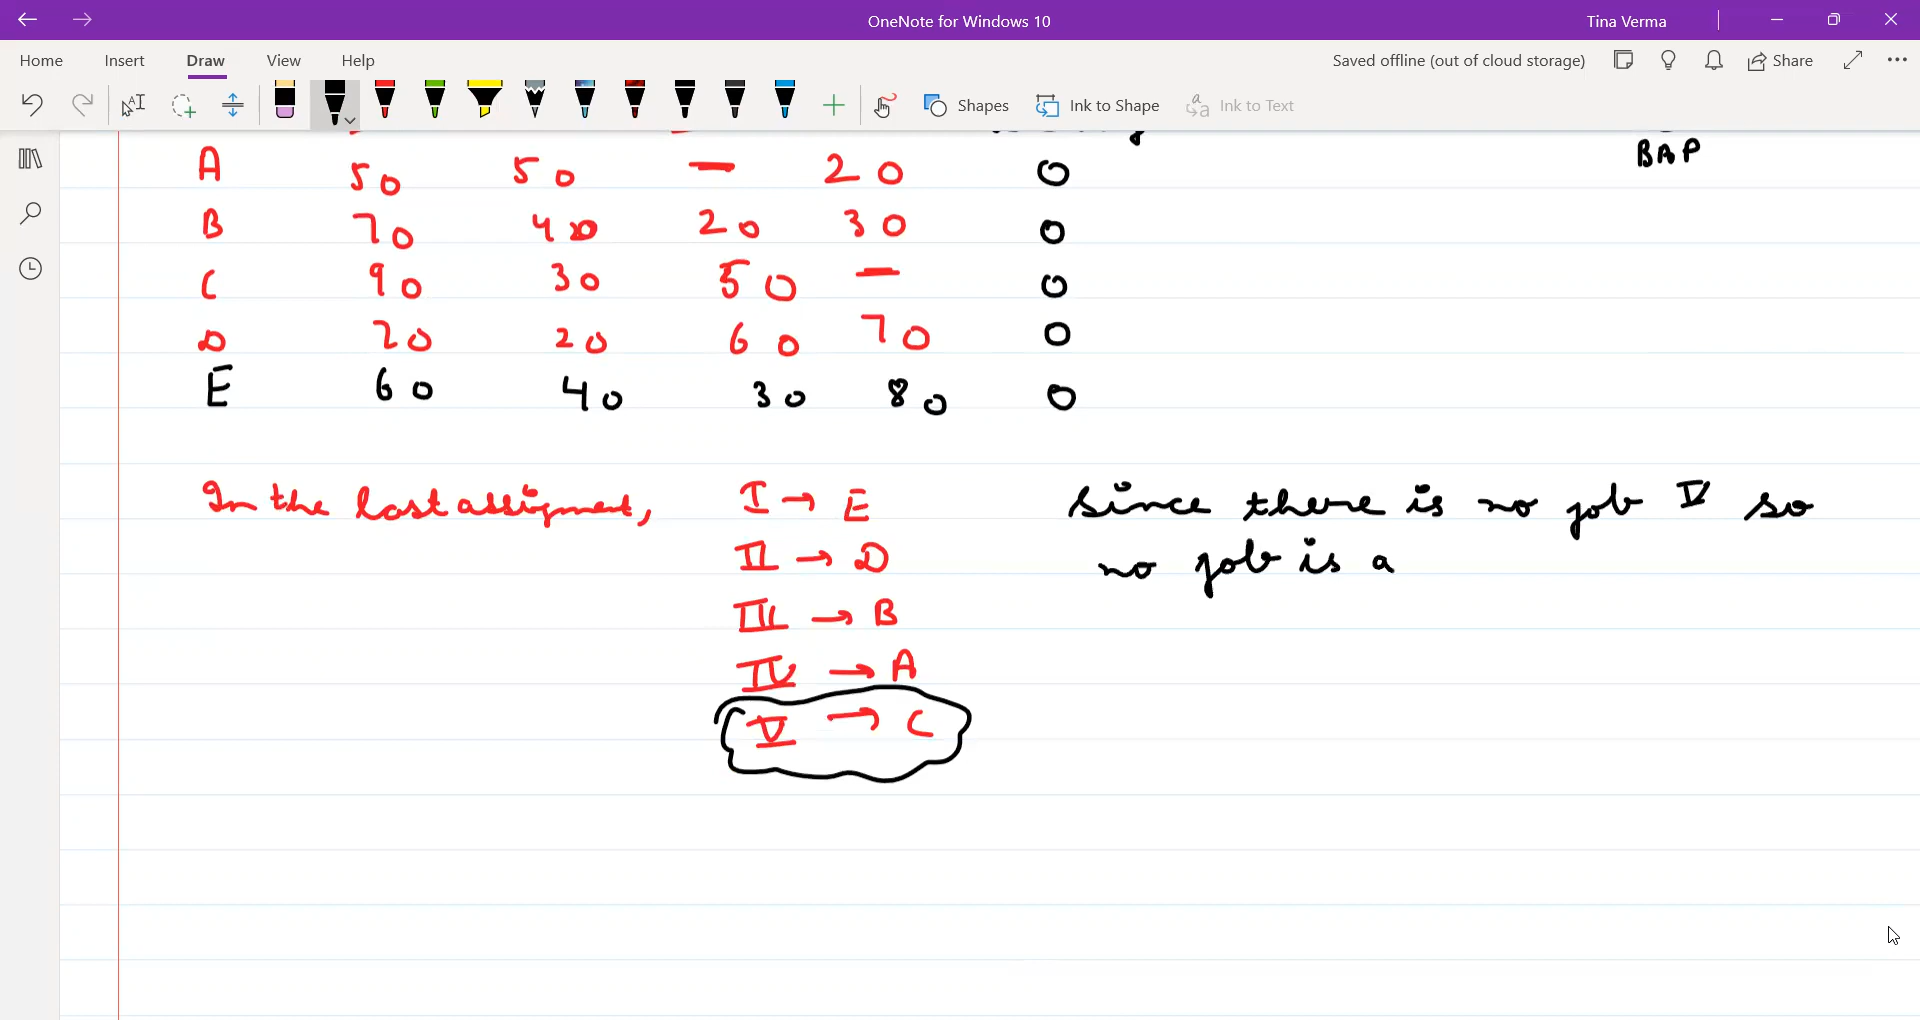 OneNote for Windows 10
Tina Verma
Home Insert Draw View Help
Saved offline (out of cloud storage) Share
Shapes Ink to Shape Ink to Text
BAP
A 50 50 — 20 0
B 70 40 20 30 0
C 90 30 50 — 0
D 70 20 60 70 0
E 60 40 30 80 0
In the last assignment, I → E
II → D
III → B
IV → A
V → C
Since there is no job V so
no job is a